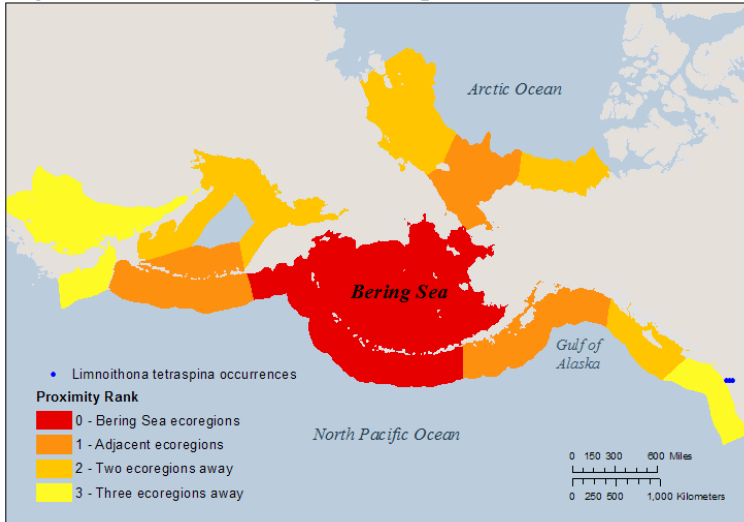 Arctic Ocean
Bering Sea
Gulf of
Alaska
Limnoithona tetraspina occurrences
Proximity Rank
0 - Bering Sea ecoregions
1 - Adjacent ecoregions
2 - Two ecoregions away
3 - Three ecoregions away
North Pacific Ocean
0 150 300 600 Miles
0 250 500 1,000 Kilometers